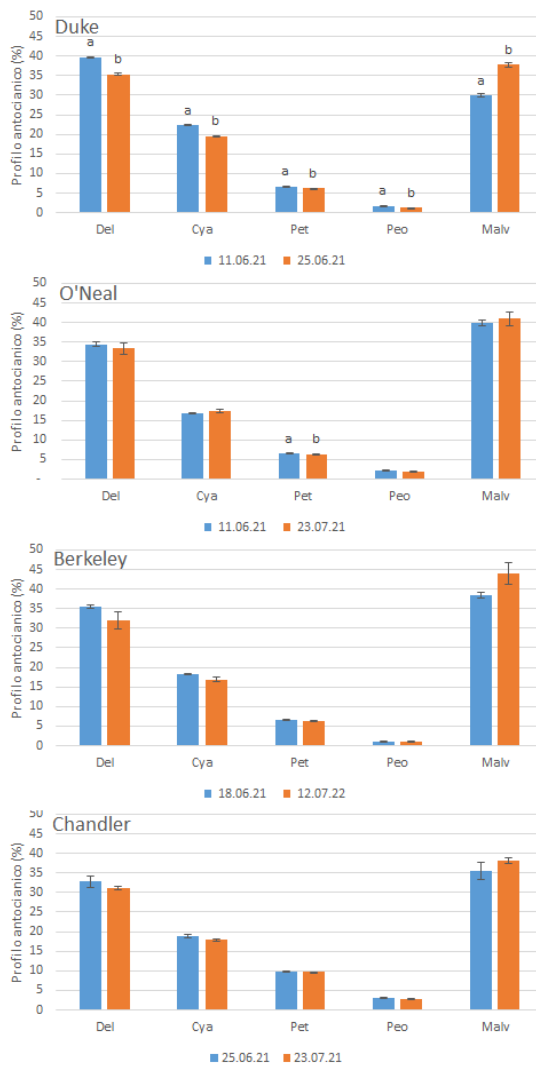 Duke
Profilo antocianico (%)
50
45
40
35
30
25
20
15
10
5
0
a b
a b
a b
a b
a b
Del Cya Pet Peo Malv
11.06.21 25.06.21
O'Neal
Profilo antocianico (%)
50
45
40
35
30
25
20
15
10
5
-
a b
Del Cya Pet Peo Malv
11.06.21 23.07.21
Berkeley
Profilo antocianico (%)
50
45
40
35
30
25
20
15
10
5
0
Del Cya Pet Peo Malv
18.06.21 12.07.22
Chandler
Profilo antocianico (%)
50
45
40
35
30
25
20
15
10
5
0
Del Cya Pet Peo Malv
25.06.21 23.07.21